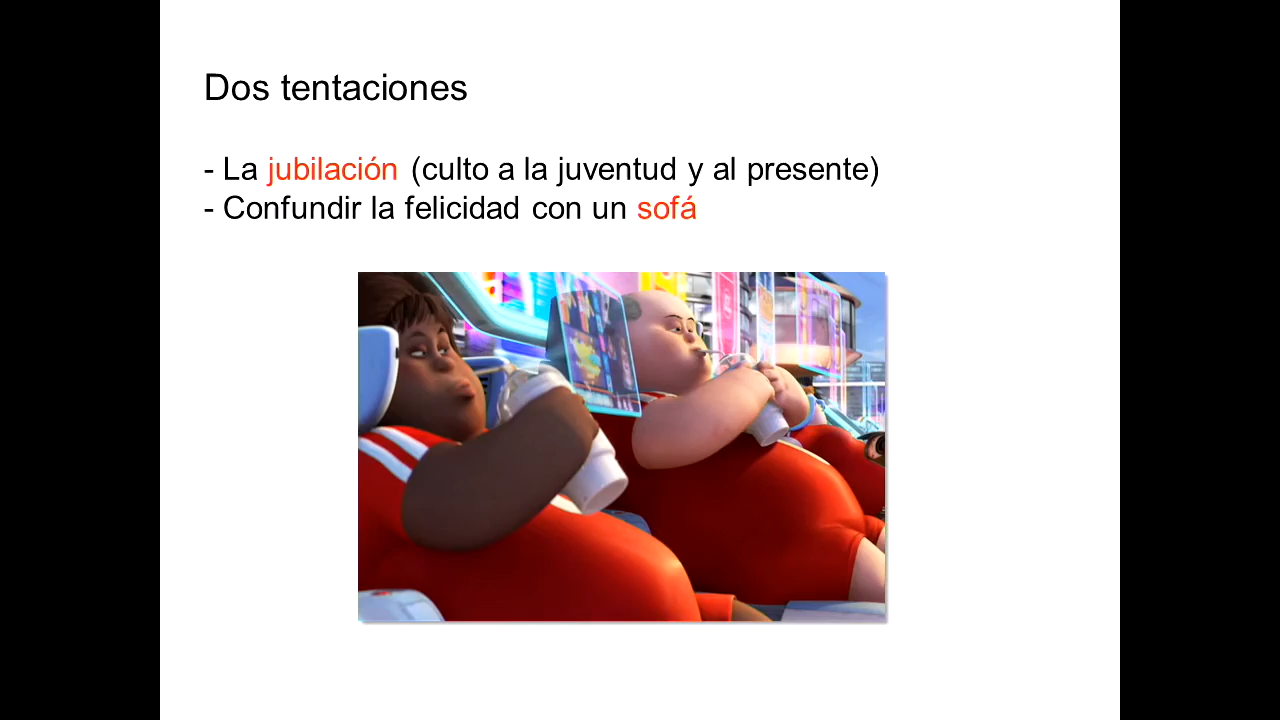 Dos tentaciones
- La jubilación (culto a la juventud y al presente)
- Confundir la felicidad con un sofá